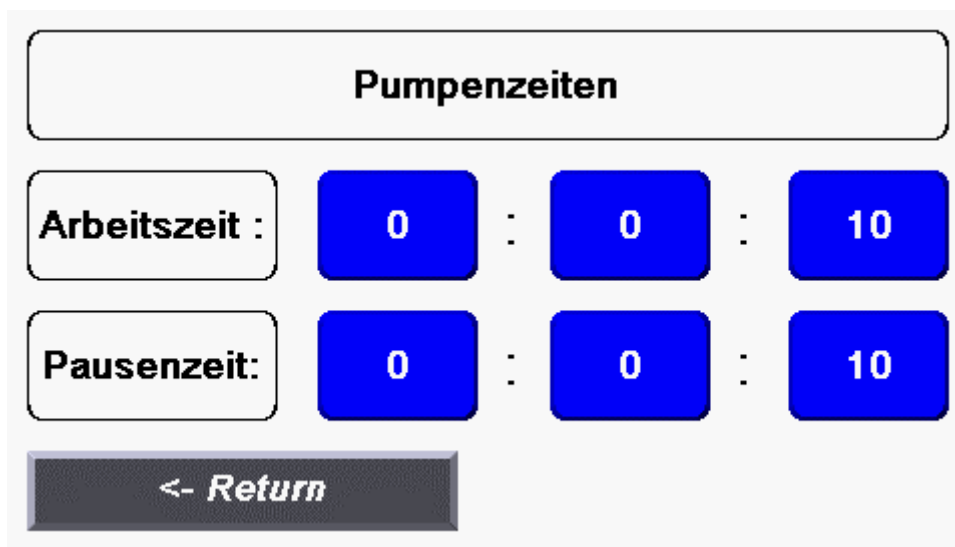 Pumpenzeiten
Arbeitszeit : 0 : 0 : 10
Pausenzeit: 0 : 0 : 10
<- Return